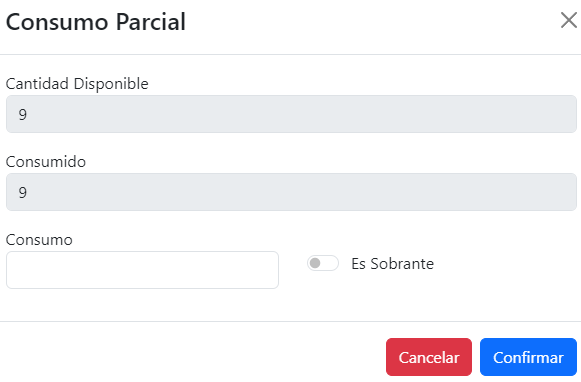 Consumo Parcial
Cantidad Disponible
9
Consumido
9
Consumo
Es Sobrante
Cancelar Confirmar